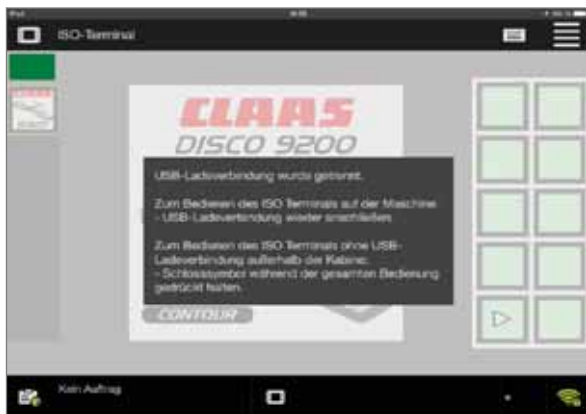 ISO-Terminal
CLAAS
DISCO 9200
USB-Ladeverbindung wurde getrennt.
Zum Bedienen des ISO Terminals auf der Maschine:
- USB-Ladeverbindung wieder anschließen.
Zum Bedienen des ISO Terminals ohne USB-
Ladeverbindung außerhalb der Kabine:
- Schlosssymbol während der gesamten Bedienung
gedrückt halten.
CONTOUR
Kein Auftrag